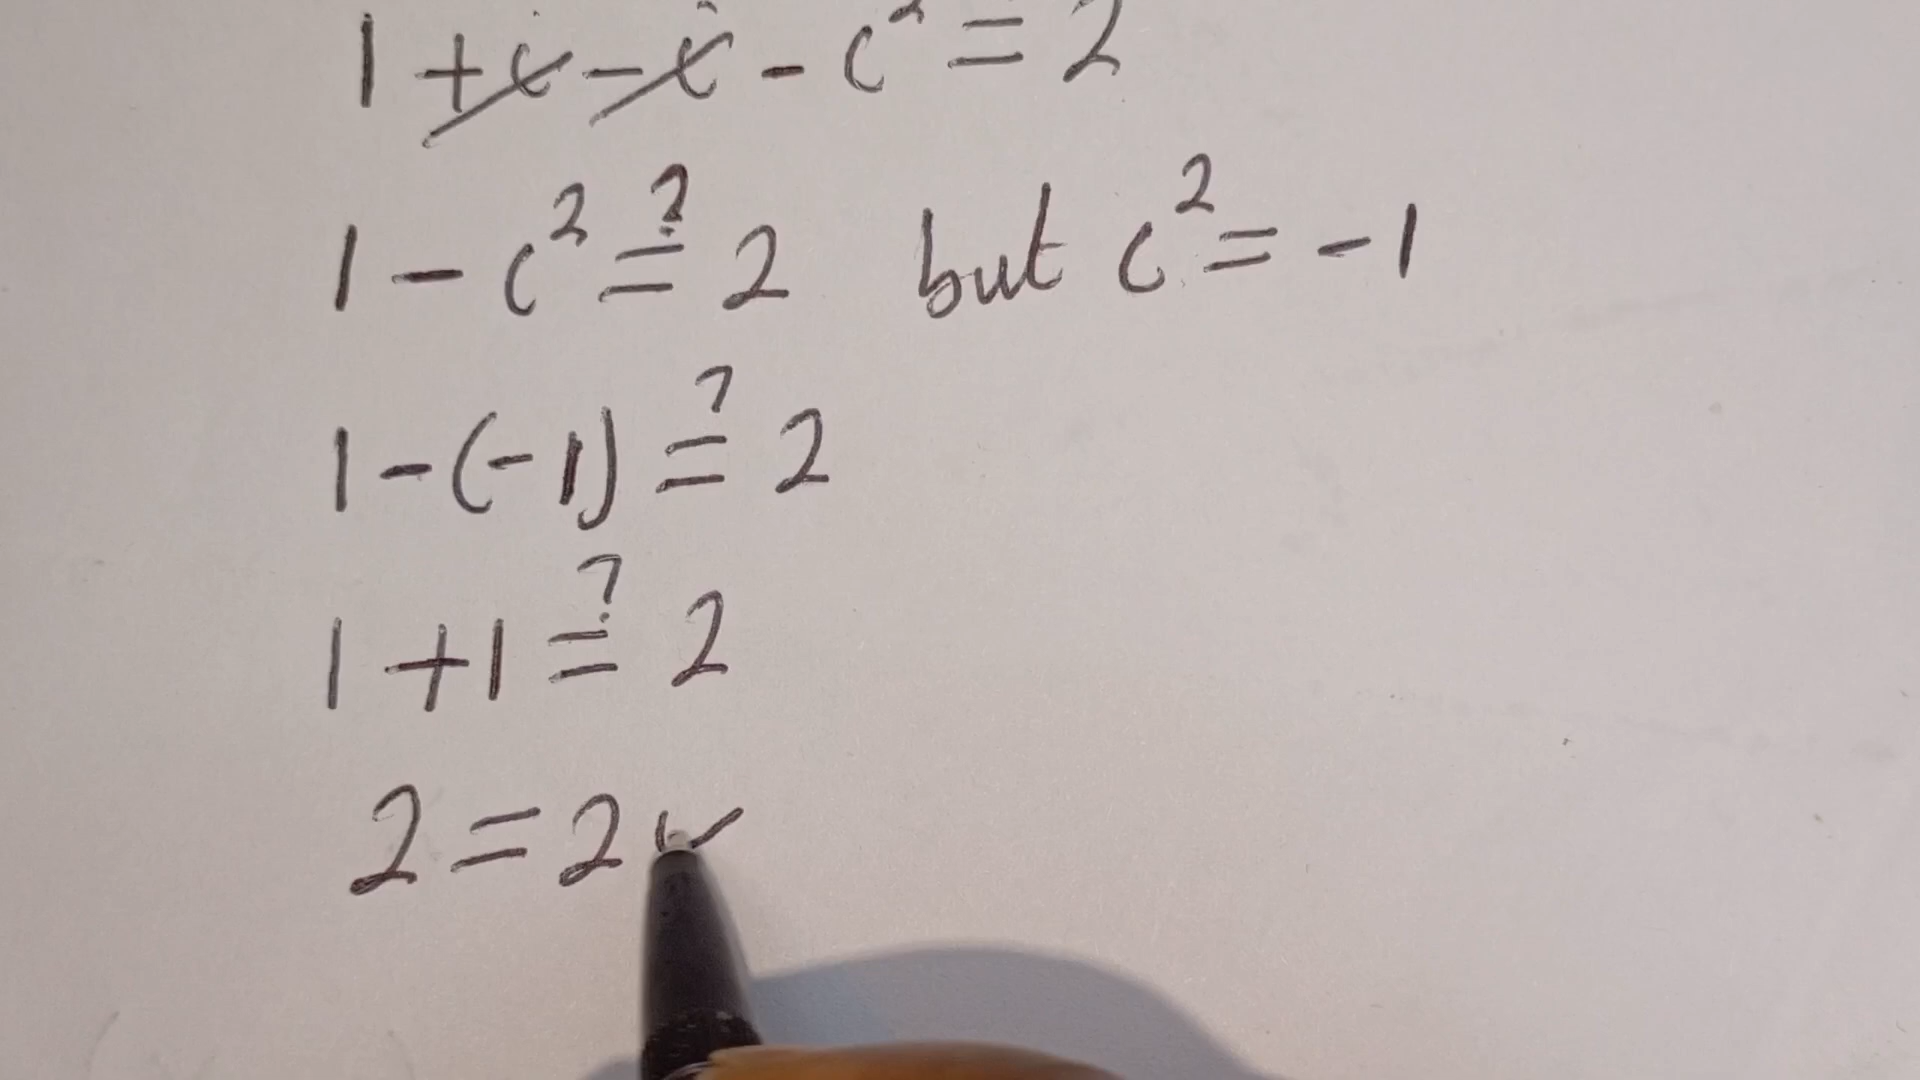 1 + i - i - i² = 2
1 - i² ≟ 2 but i² = -1
1 - (-1) ≟ 2
1 + 1 ≟ 2
2 = 2 ✓